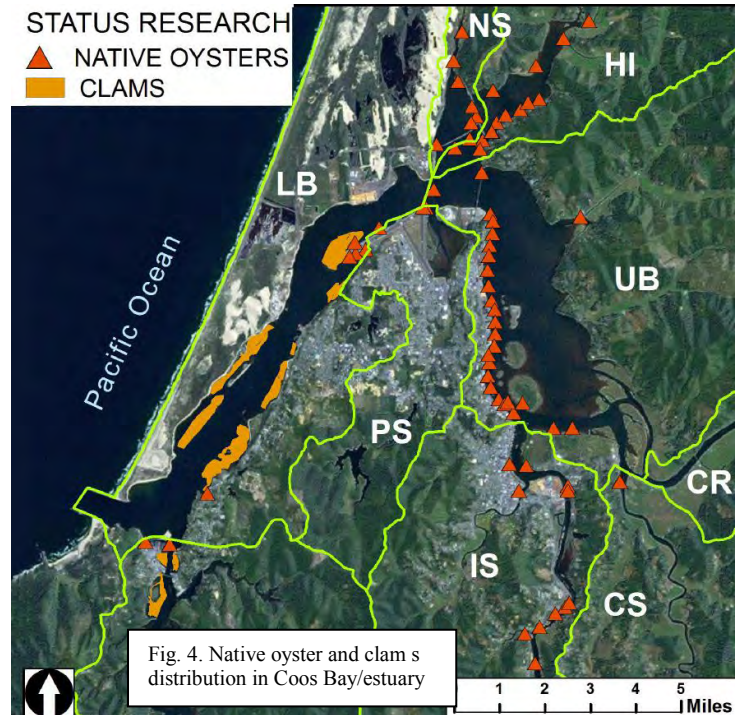 STATUS RESEARCH
NATIVE OYSTERS
CLAMS
NS
HI
LB
UB
Pacific Ocean
PS
CR
IS
CS
Fig. 4. Native oyster and clam s
distribution in Coos Bay/estuary
1 2 3 4 5
Miles